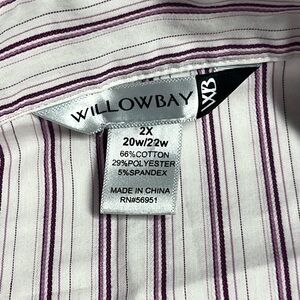 WILLOWBAY
WB
2X
20w/22w
66%COTTON
29%POLYESTER
5%SPANDEX
MADE IN CHINA
RN#56951